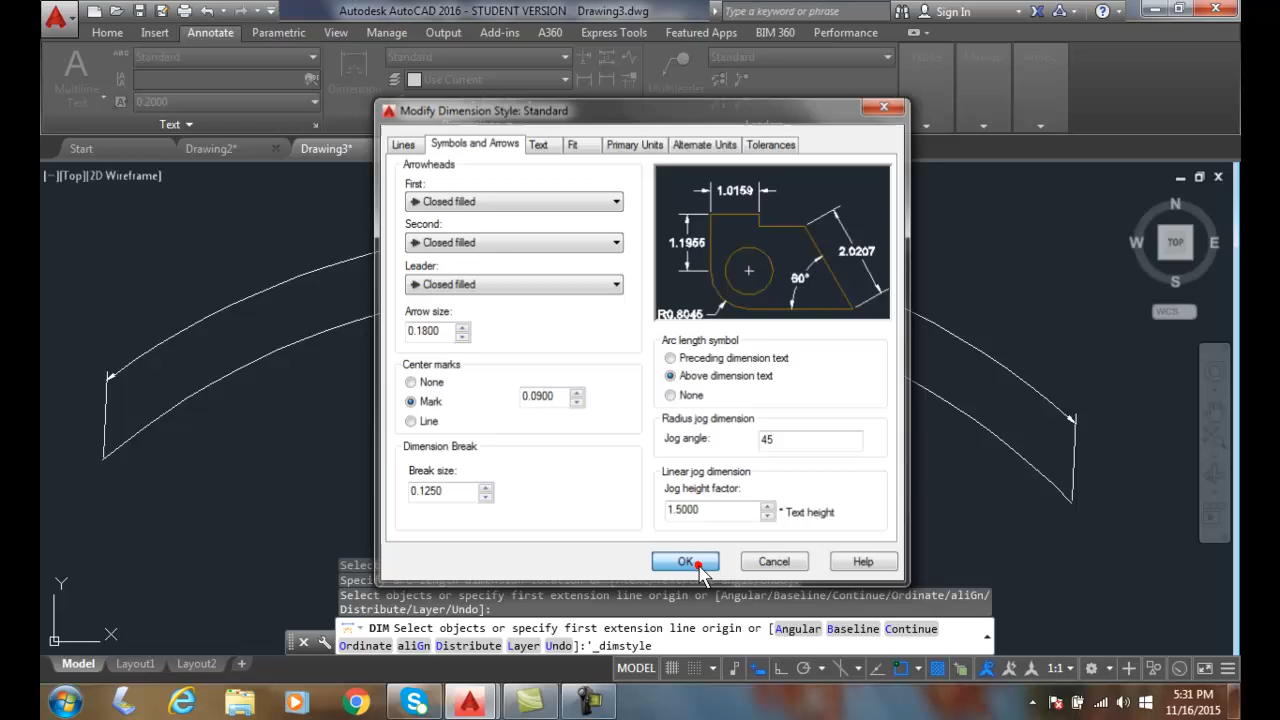 Autodesk AutoCAD 2016 - STUDENT VERSION Drawing3.dwg
Type a keyword or phrase
Sign In
Home Insert Annotate Parametric View Manage Output Add-ins A360 Express Tools Featured Apps BIM 360 Performance
A
ABC
Standard
Standard
Standard
Multiline
Text
Dimension
Use Current
Multileader
0.2000
Text
Start
Drawing2*
Drawing3*
[−][Top][2D Wireframe]
N
W TOP E
S
WCS
Modify Dimension Style: Standard
Lines
Symbols and Arrows
Text
Fit
Primary Units
Alternate Units
Tolerances
Arrowheads
First:
Closed filled
Second:
Closed filled
Leader:
Closed filled
Arrow size:
0.1800
Center marks
None
Mark
0.0900
Line
Dimension Break
Break size:
0.1250
1.0159
1.1955
2.0207
60°
R0.8045
Arc length symbol
Preceding dimension text
Above dimension text
None
Radius jog dimension
Jog angle:
45
Linear jog dimension
Jog height factor:
1.5000
* Text height
OK
Cancel
Help
Select objects or specify first extension line origin or [Angular/Baseline/Continue/Ordinate/aliGn/
Distribute/Layer/Undo]:
DIM Select objects or specify first extension line origin or [Angular Baseline Continue
Ordinate aliGn Distribute Layer Undo]:'_dimstyle
Y
X
Model
Layout1
Layout2
+
MODEL
1:1
5:31 PM
11/16/2015